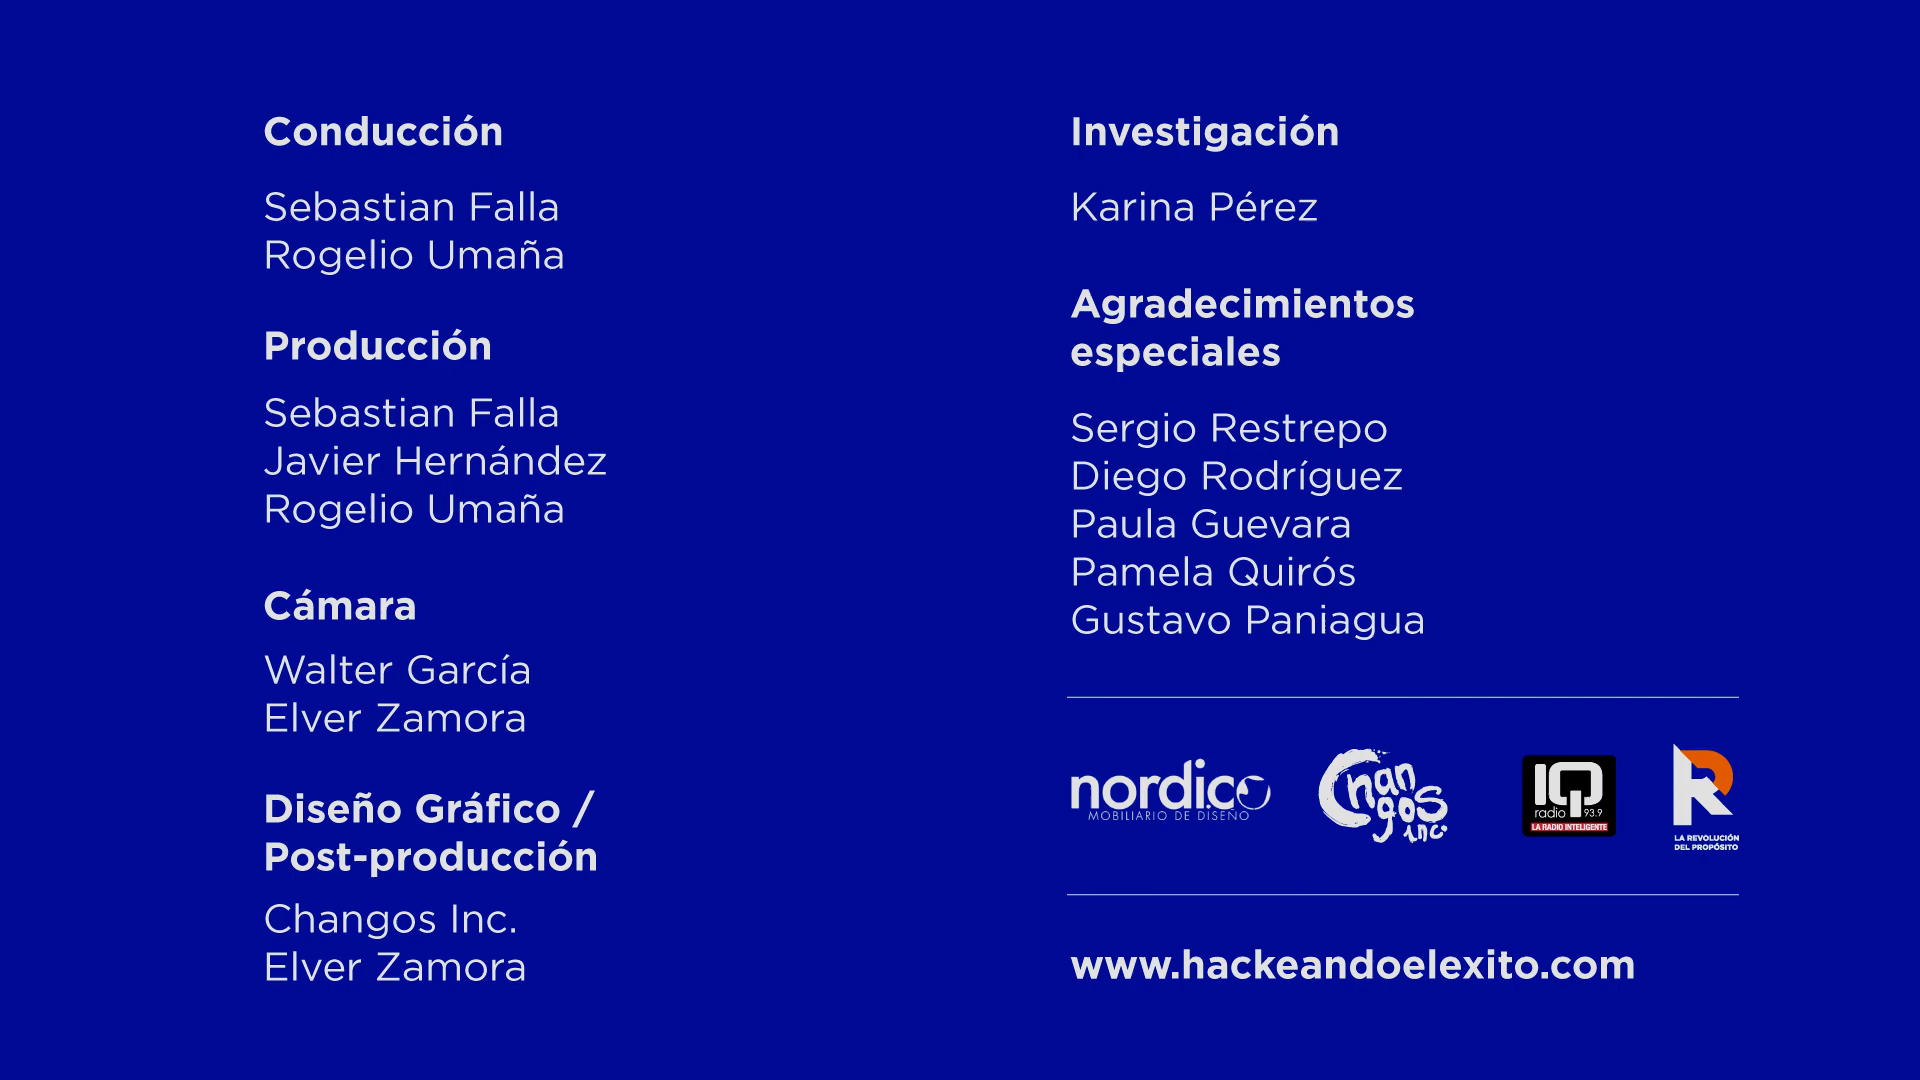 Conducción
Sebastian Falla
Rogelio Umaña
Producción
Sebastian Falla
Javier Hernández
Rogelio Umaña
Cámara
Walter García
Elver Zamora
Diseño Gráfico /
Post-producción
Changos Inc.
Elver Zamora
Investigación
Karina Pérez
Agradecimientos
especiales
Sergio Restrepo
Diego Rodríguez
Paula Guevara
Pamela Quirós
Gustavo Paniagua
nordi.co
MOBILIARIO DE DISEÑO
Changos inc.
IQ
radio 93.9
LA RADIO INTELIGENTE
R
LA REVOLUCIÓN
DEL PROPÓSITO
www.hackeandoelexito.com